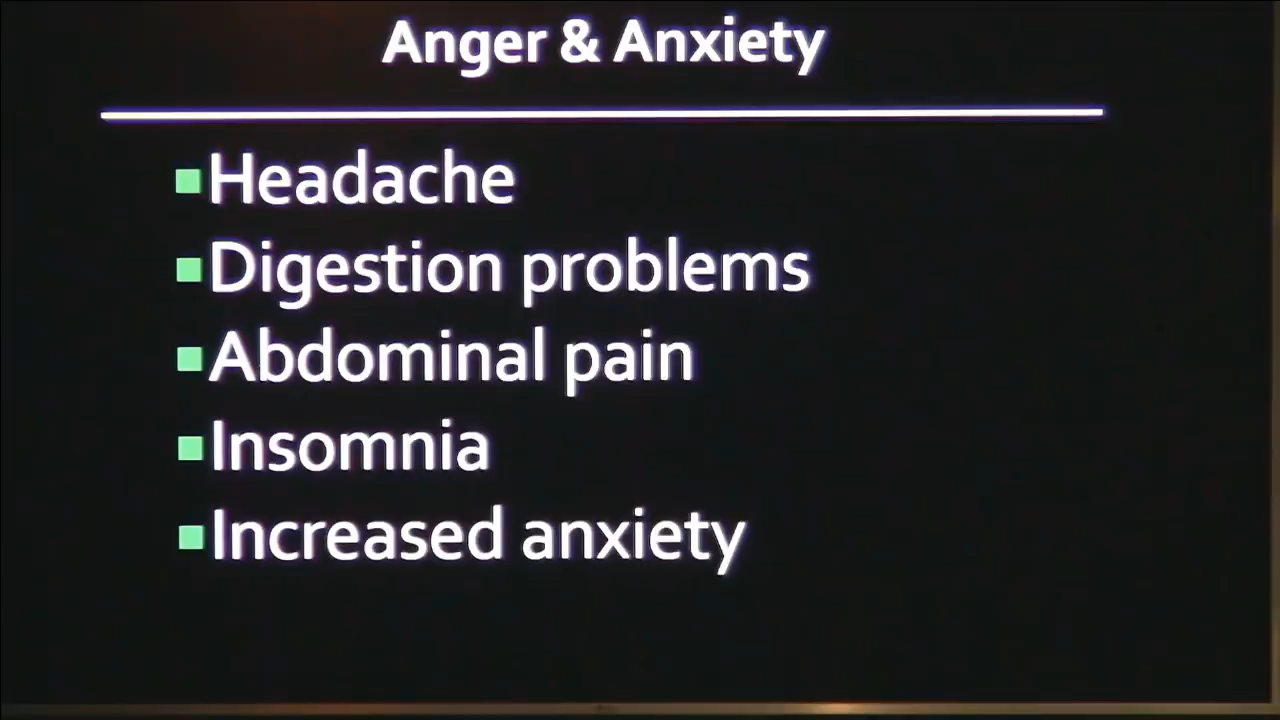 Anger & Anxiety
Headache
Digestion problems
Abdominal pain
Insomnia
Increased anxiety